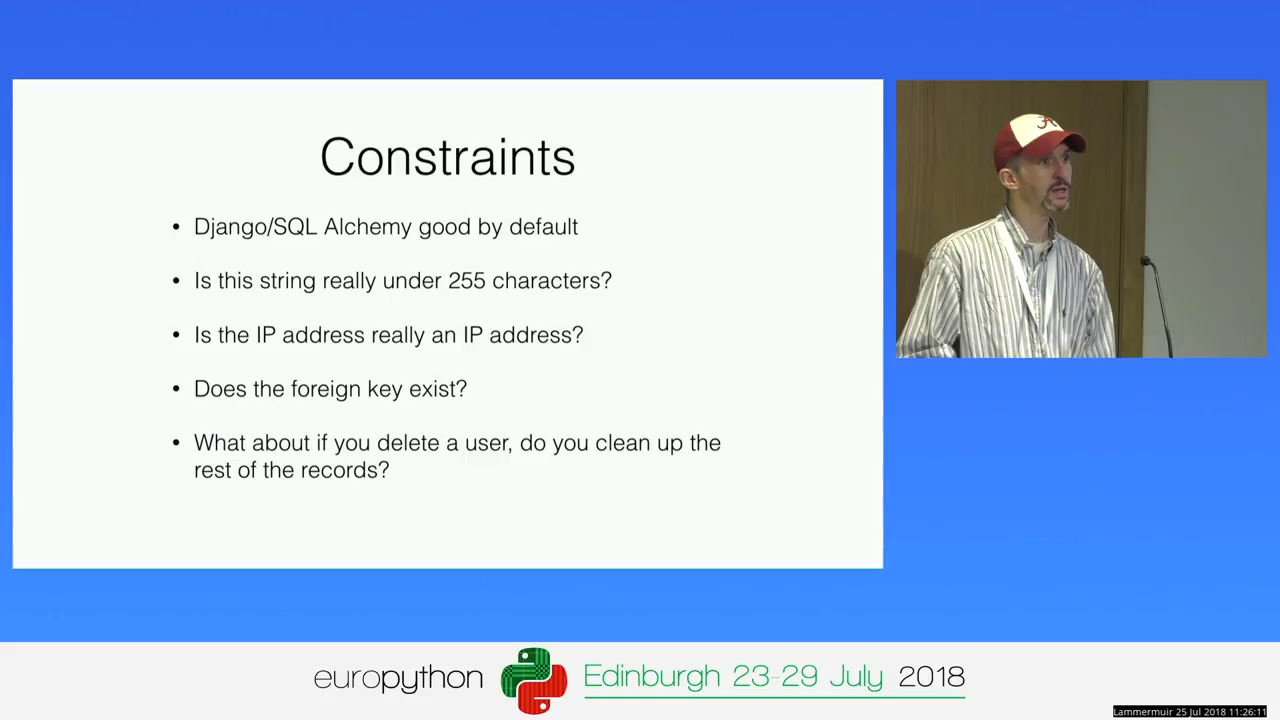 Constraints
• Django/SQL Alchemy good by default
• Is this string really under 255 characters?
• Is the IP address really an IP address?
• Does the foreign key exist?
• What about if you delete a user, do you clean up the
rest of the records?
A
europython Edinburgh 23-29 July 2018
Lammermuir 25 Jul 2018 11:26:11